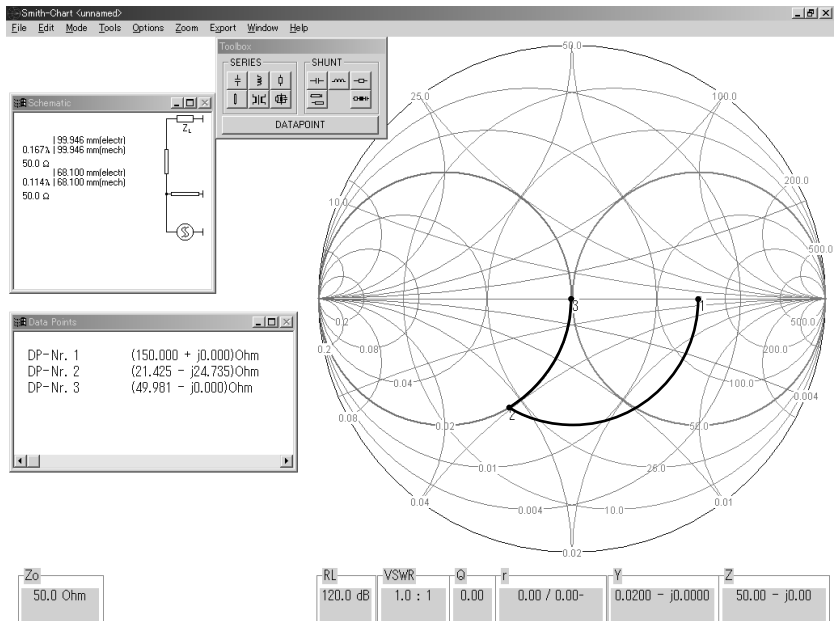 Smith-Chart <unnamed>
File Edit Mode Tools Options Zoom Export Window Help
Toolbox
SERIES
SHUNT
DATAPOINT
Schematic
Z_L
| 99.946 mm(electr)
0.167λ | 99.946 mm(mech)
50.0 Ω
| 68.100 mm(electr)
0.114λ | 68.100 mm(mech)
50.0 Ω
S
Data Points
DP-Nr. 1 (150.000 + j0.000)Ohm
DP-Nr. 2 (21.425 - j24.735)Ohm
DP-Nr. 3 (49.981 - j0.000)Ohm
50.0
25.0
100.0
10.0
200.0
500.0
3
1
0.2
500.0
0.2
0.08
200.0
0.04
100.0
0.004
0.08
2
0.02
50.0
0.01
25.0
0.04
0.004
10.0
0.01
0.02
Zo
50.0 Ohm
RL
120.0 dB
VSWR
1.0 : 1
Q
0.00
r
0.00 / 0.00-
Y
0.0200 - j0.0000
Z
50.00 - j0.00